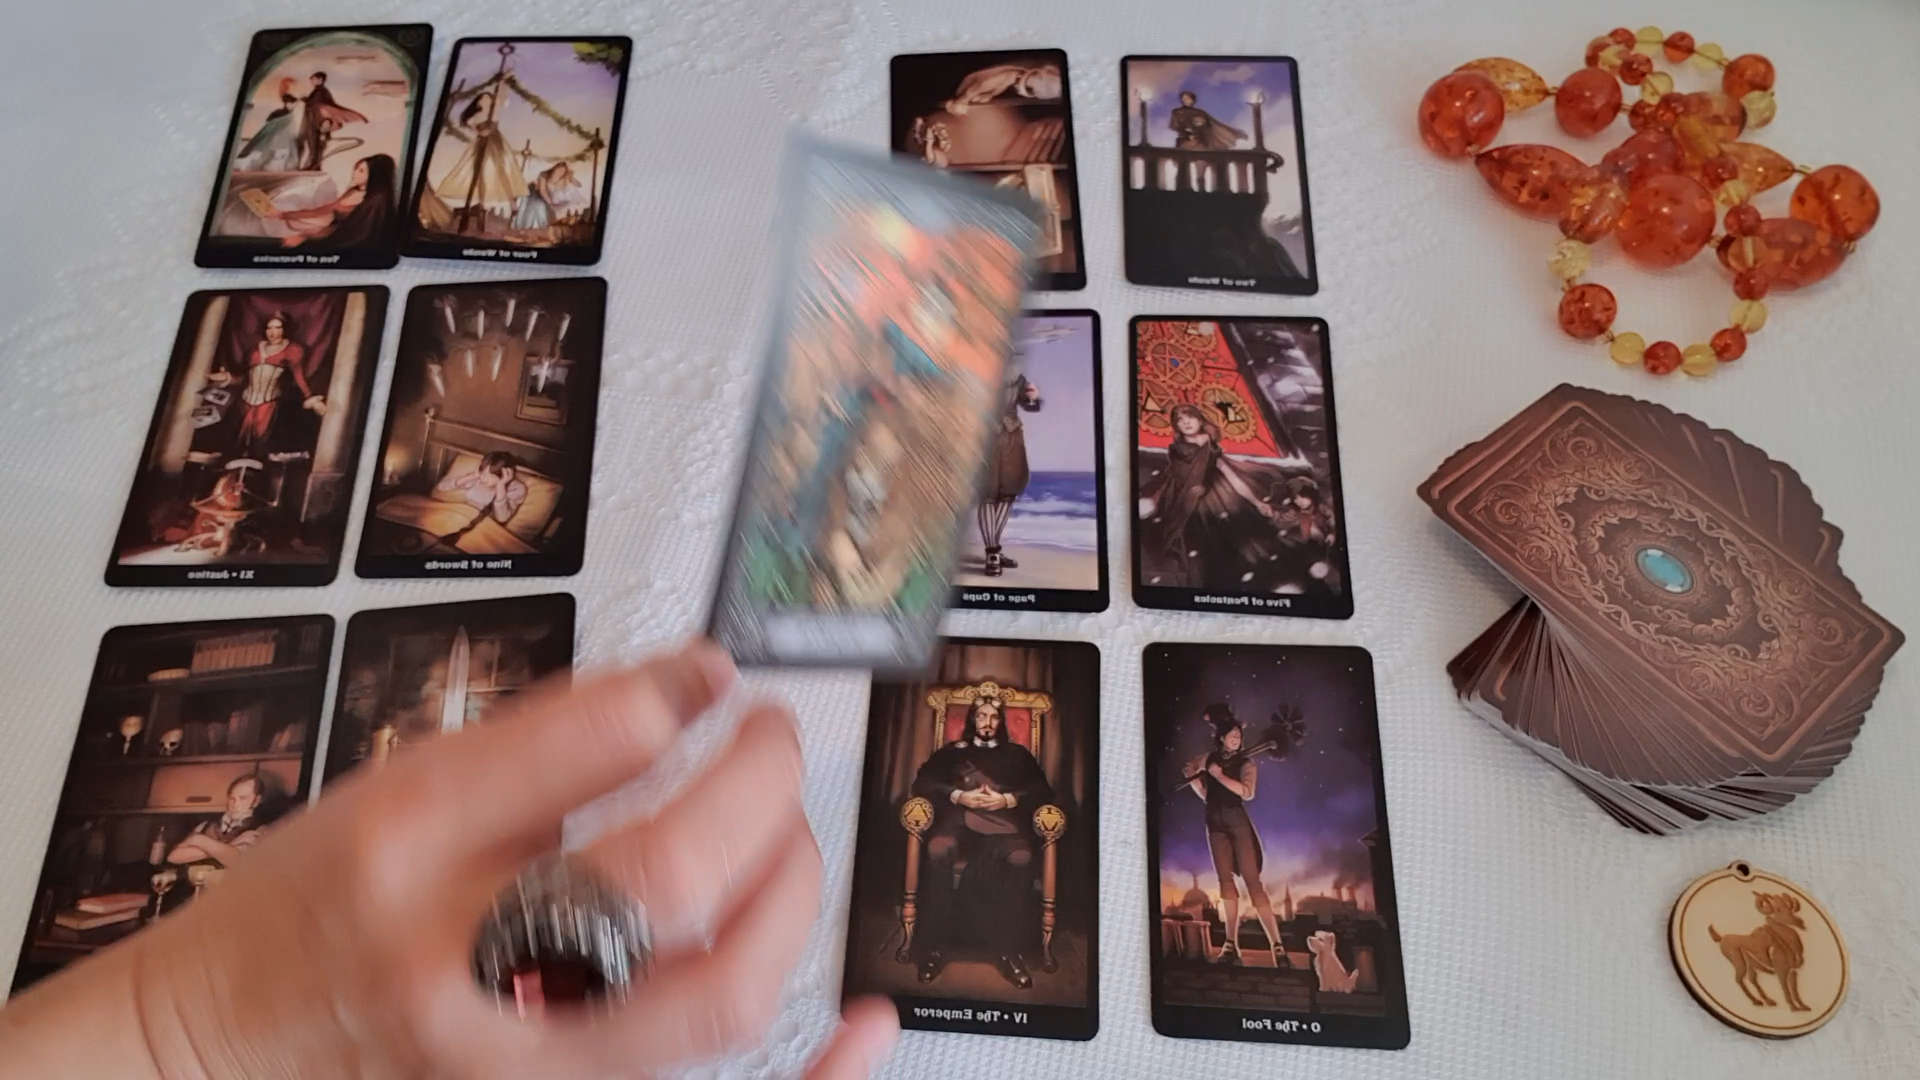 Ten of Pentacles
Four of Wands
Two of Wands
XI • Justice
Nine of Swords
Page of Cups
Five of Pentacles
IV • The Emperor
0 • The Fool